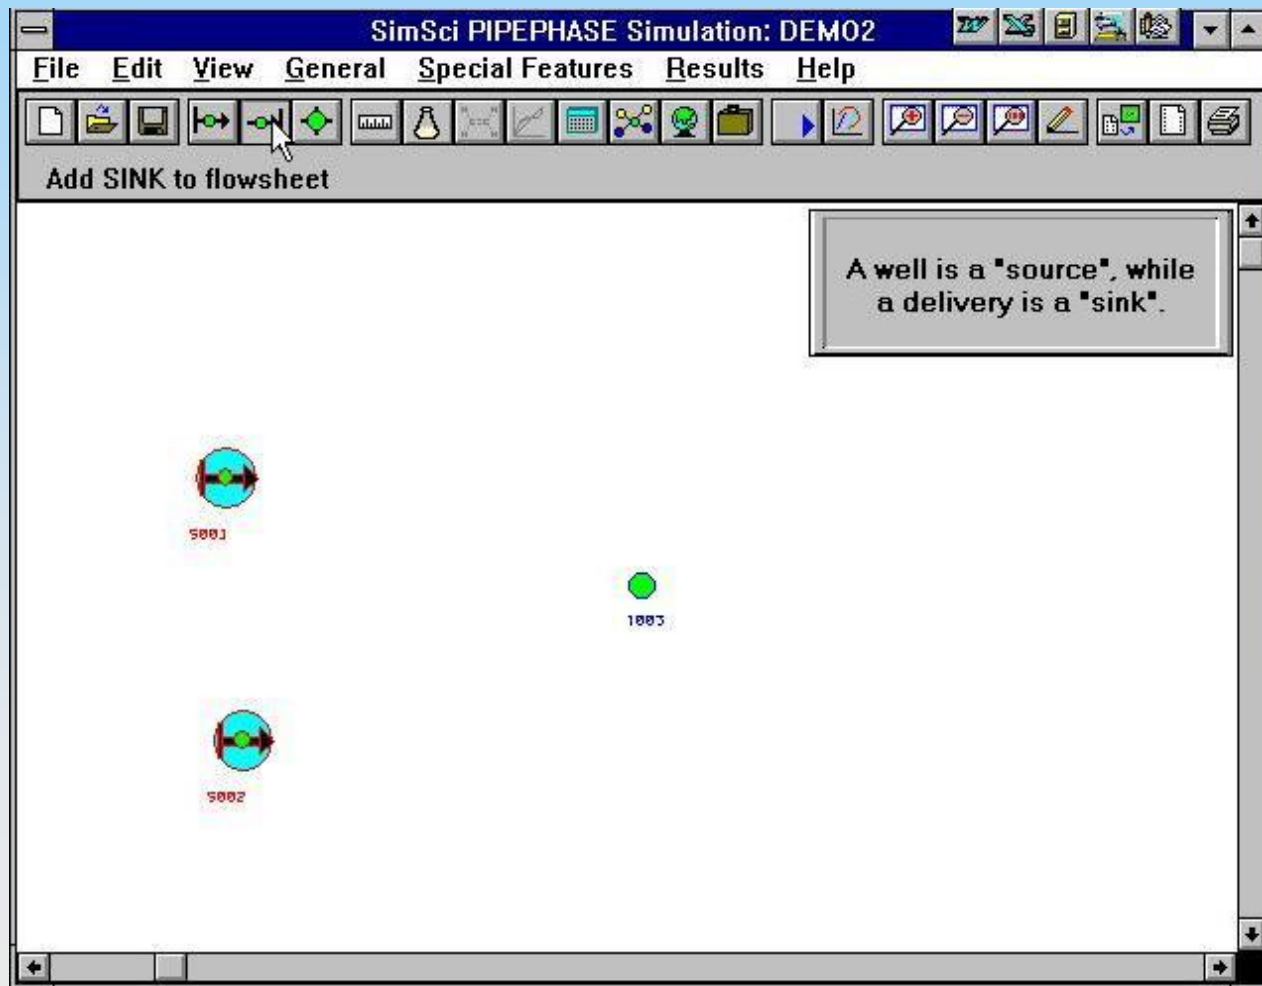 SimSci PIPEPHASE Simulation: DEMO2
File Edit View General Special Features Results Help
Add SINK to flowsheet
A well is a "source", while
a delivery is a "sink".
S001
1003
S002